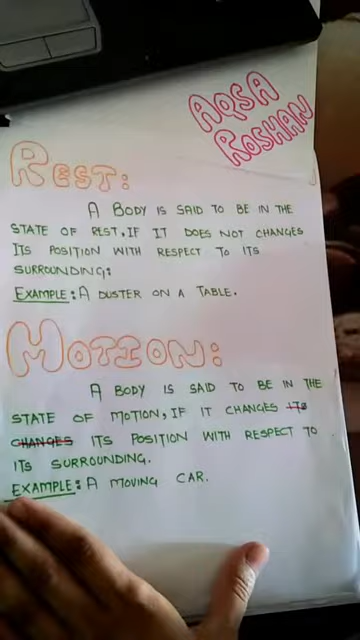 AQSA
ROSHAN
REST:
A BODY IS SAID TO BE IN THE
STATE OF REST, IF IT DOES NOT CHANGES
ITS POSITION WITH RESPECT TO ITS
SURROUNDING:
EXAMPLE: A DUSTER ON A TABLE.
MOTION:
A BODY IS SAID TO BE IN THE
STATE OF MOTION, IF IT CHANGES ITS
CHANGES ITS POSITION WITH RESPECT TO
ITS SURROUNDING.
EXAMPLE: A MOVING CAR.